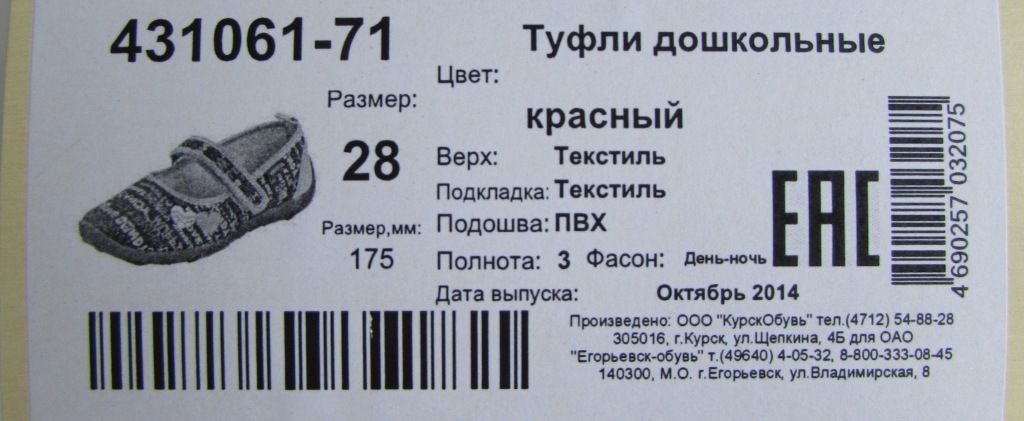 431061-71
Туфли дошкольные
Размер:
28
Размер,мм:
175
Цвет:
красный
Верх: Текстиль
Подкладка: Текстиль
Подошва: ПВХ
Полнота: 3 Фасон: День-ночь
Дата выпуска: Октябрь 2014
EAC
4 690257 032075
Произведено: ООО "КурскОбувь" тел.(4712) 54-88-28
305016, г.Курск, ул.Щепкина, 4Б для ОАО
"Егорьевск-обувь" т.(49640) 4-05-32, 8-800-333-08-45
140300, М.О. г.Егорьевск, ул.Владимирская, 8